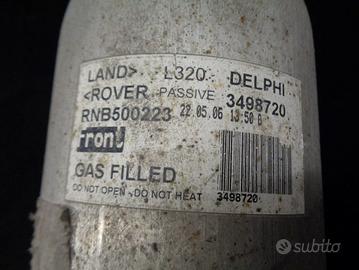 LAND> L320 DELPHI
<ROVER PASSIVE 3498720
RNB500223 22.05.06 13:50 B
Front
GAS FILLED
DO NOT OPEN - DO NOT HEAT 3498720
subito